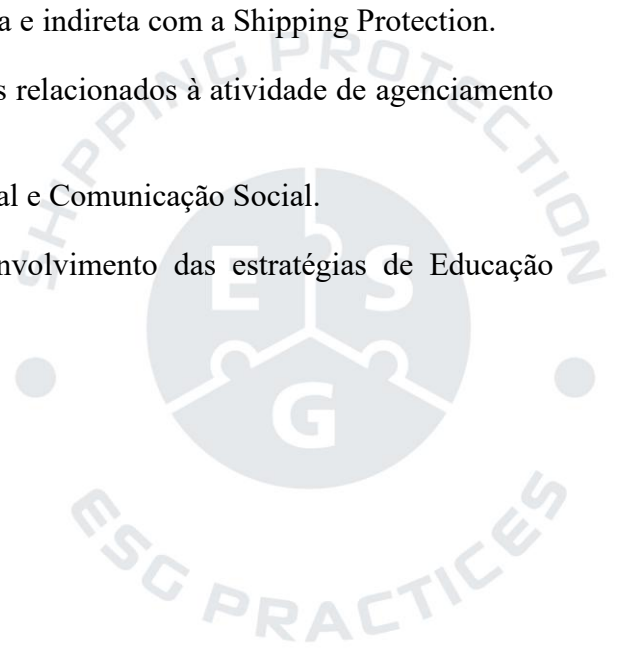 a e indireta com a Shipping Protection.
s relacionados à atividade de agenciamento
al e Comunicação Social.
nvolvimento das estratégias de Educação
SHIPPING PROTECTION
E S
G
ESG PRACTICES